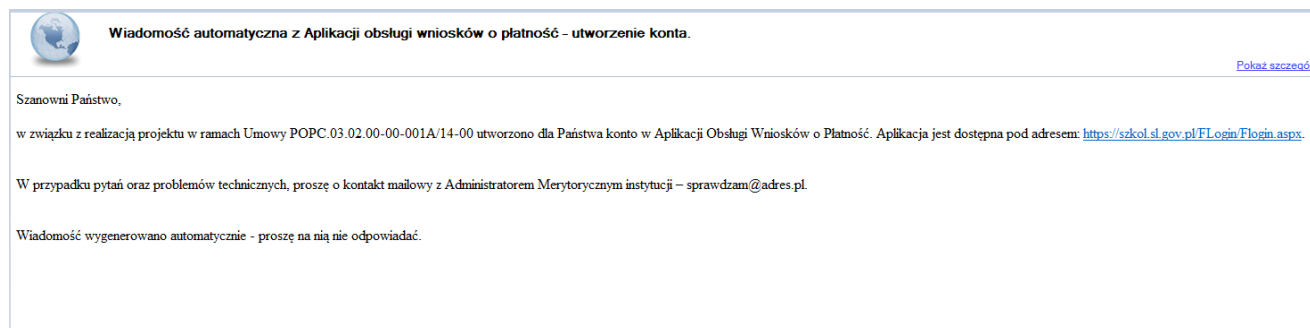 Wiadomość automatyczna z Aplikacji obsługi wniosków o płatność - utworzenie konta.
Pokaż szczegó
Szanowni Państwo,
w związku z realizacją projektu w ramach Umowy POPC.03.02.00-00-001A/14-00 utworzono dla Państwa konto w Aplikacji Obsługi Wniosków o Płatność. Aplikacja jest dostępna pod adresem: https://szkol.sl.gov.pl/FLogin/Flogin.aspx.
W przypadku pytań oraz problemów technicznych, proszę o kontakt mailowy z Administratorem Merytorycznym instytucji – sprawdzam@adres.pl.
Wiadomość wygenerowano automatycznie - proszę na nią nie odpowiadać.